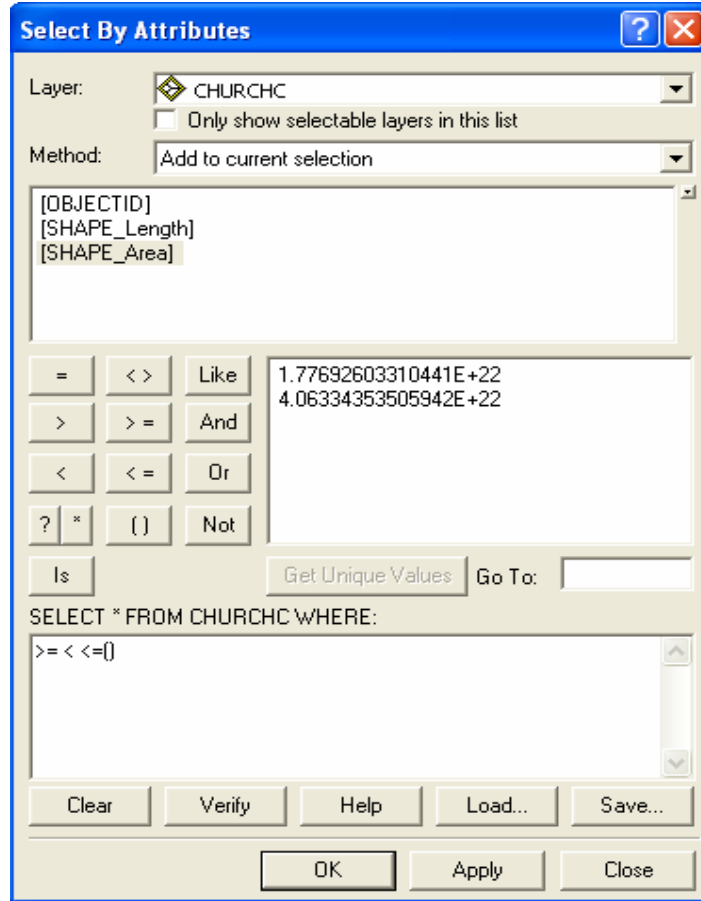 Select By Attributes
Layer: CHURCHC
Only show selectable layers in this list
Method: Add to current selection
[OBJECTID]
[SHAPE_Length]
[SHAPE_Area]
= < > Like
> > = And
< < = Or
? * ( ) Not
Is
1.77692603310441E+22
4.06334353505942E+22
Get Unique Values Go To:
SELECT * FROM CHURCHC WHERE:
>= < <=()
Clear Verify Help Load... Save...
OK Apply Close